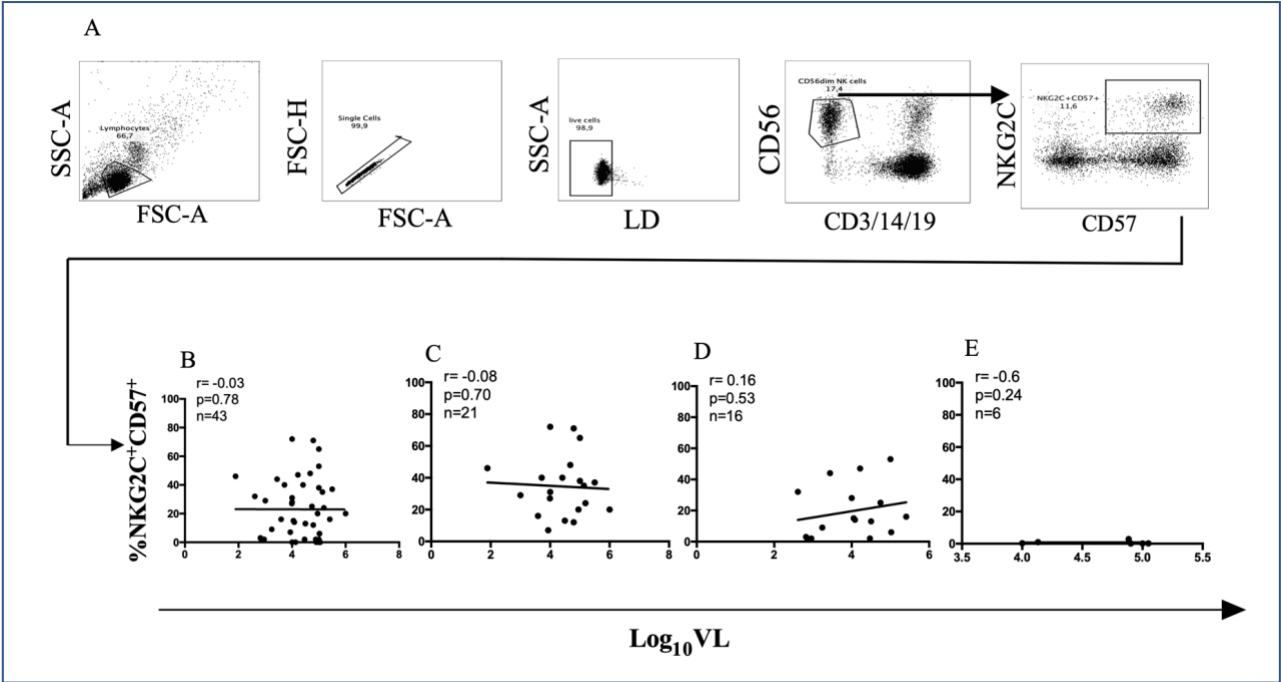 A
SSC-A
Lymphocytes
66,7
FSC-A
FSC-H
Single Cells
99,9
FSC-A
SSC-A
live cells
98,9
LD
CD56
CD56dim NK cells
17,4
CD3/14/19
NKG2C
NKG2C+CD57+
11,6
CD57
%NKG2C+CD57+
B
r= -0.03
p=0.78
n=43
100
80
60
40
20
0
0 2 4 6 8
C
r= -0.08
p=0.70
n=21
100
80
60
40
20
0
0 2 4 6 8
D
r= 0.16
p=0.53
n=16
100
80
60
40
20
0
0 2 4 6
E
r= -0.6
p=0.24
n=6
100
80
60
40
20
0
3.5 4.0 4.5 5.0 5.5
Log10VL